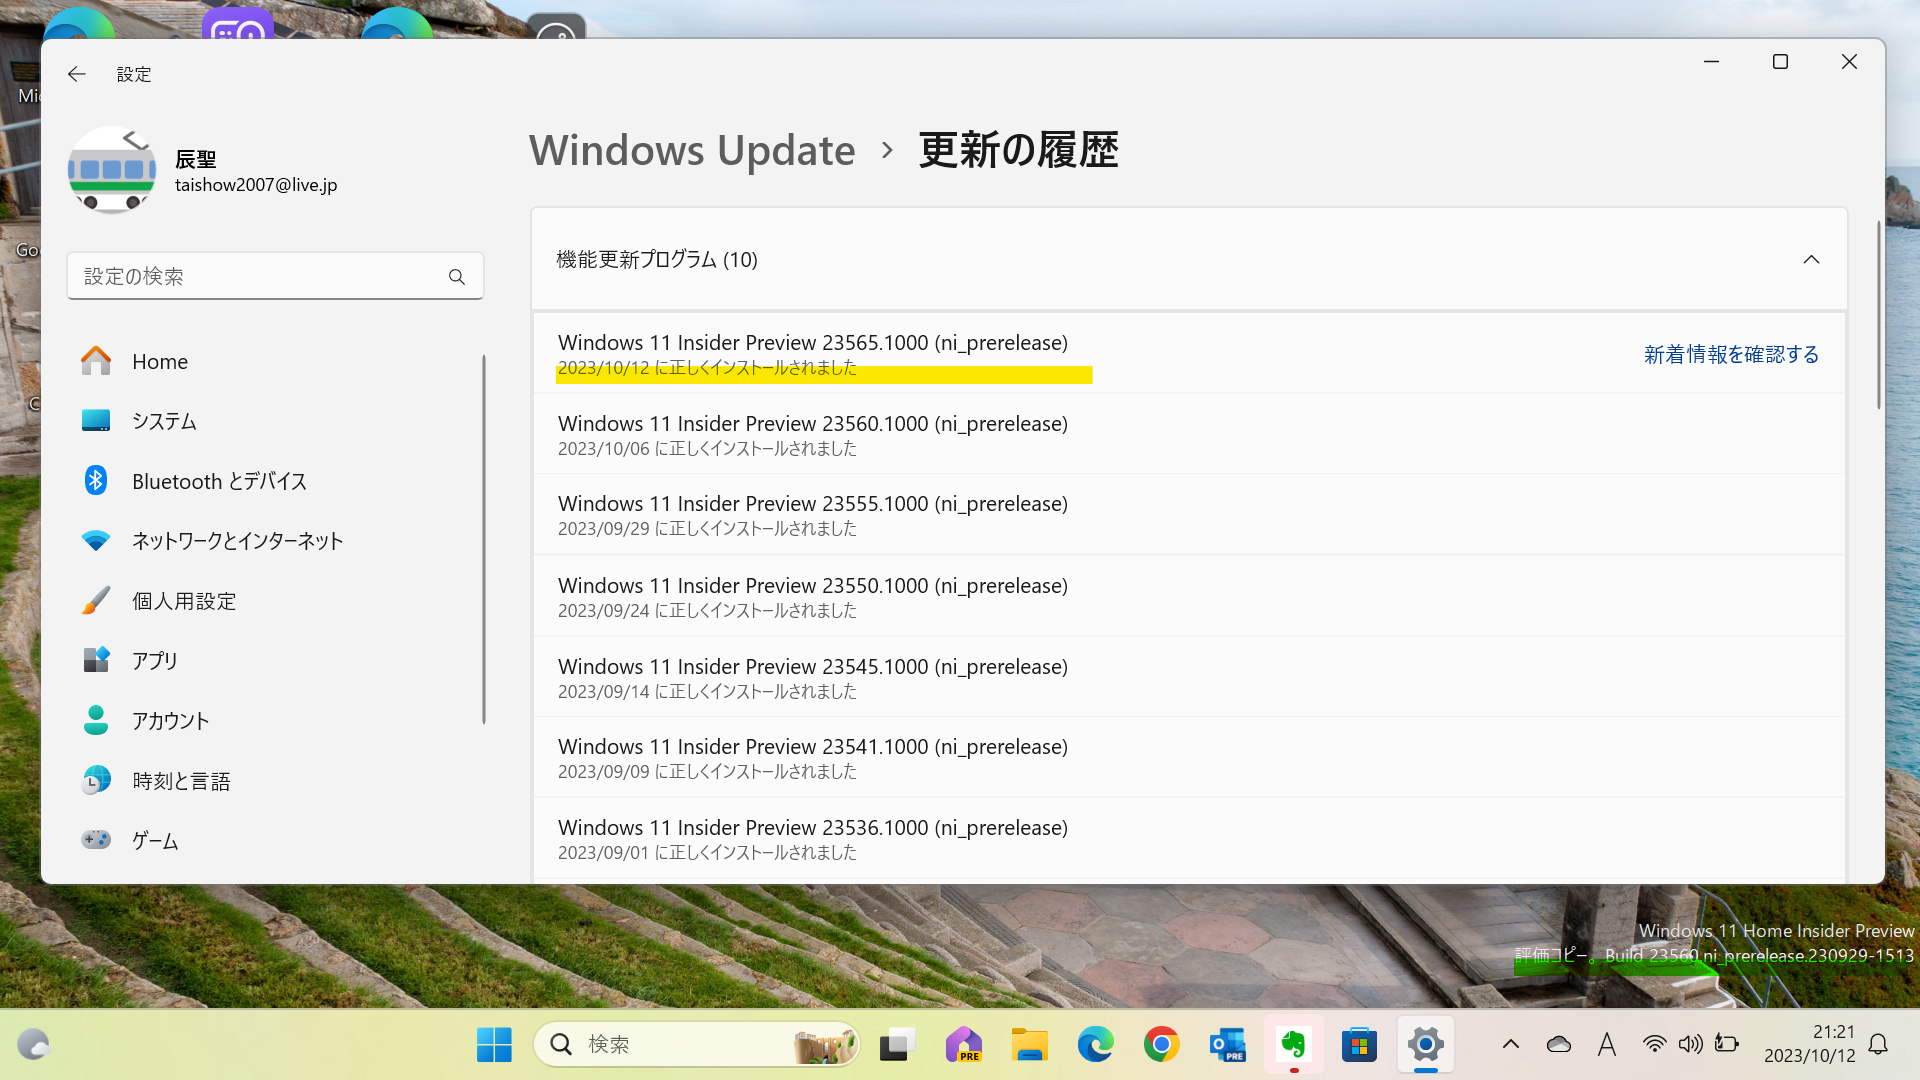 設定
辰聖
taishow2007@live.jp
設定の検索
Home
システム
Bluetooth とデバイス
ネットワークとインターネット
個人用設定
アプリ
アカウント
時刻と言語
ゲーム
Windows Update › 更新の履歴
機能更新プログラム (10)
Windows 11 Insider Preview 23565.1000 (ni_prerelease)
2023/10/12 に正しくインストールされました
新着情報を確認する
Windows 11 Insider Preview 23560.1000 (ni_prerelease)
2023/10/06 に正しくインストールされました
Windows 11 Insider Preview 23555.1000 (ni_prerelease)
2023/09/29 に正しくインストールされました
Windows 11 Insider Preview 23550.1000 (ni_prerelease)
2023/09/24 に正しくインストールされました
Windows 11 Insider Preview 23545.1000 (ni_prerelease)
2023/09/14 に正しくインストールされました
Windows 11 Insider Preview 23541.1000 (ni_prerelease)
2023/09/09 に正しくインストールされました
Windows 11 Insider Preview 23536.1000 (ni_prerelease)
2023/09/01 に正しくインストールされました
Windows 11 Home Insider Preview
評価コピー。 Build 23560.ni_prerelease.230929-1513
検索
PRE
PRE
A
21:21
2023/10/12